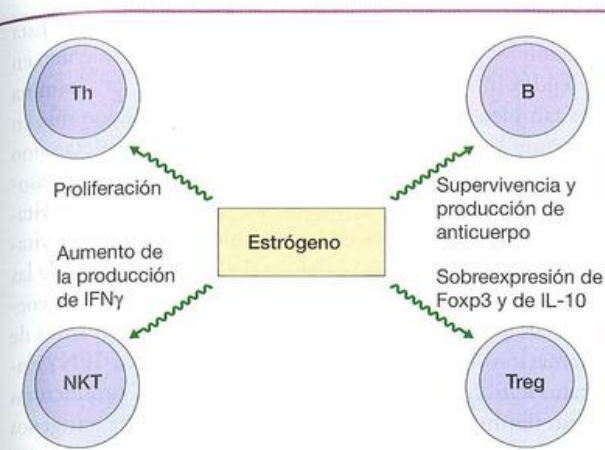 Th
B
Proliferación
Supervivencia y
producción de
anticuerpo
Estrógeno
Aumento de
la producción
de IFNγ
Sobreexpresión de
Foxp3 y de IL-10
NKT
Treg